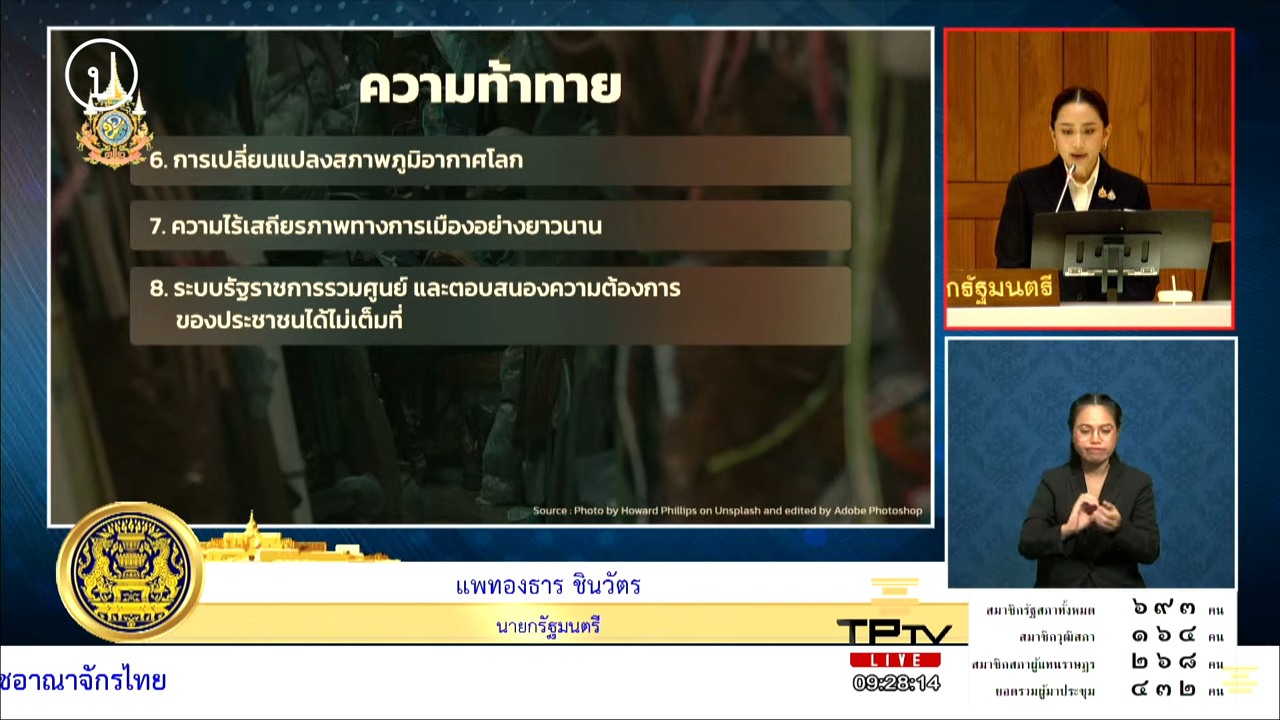 ป
ความท้าทาย
6. การเปลี่ยนแปลงสภาพภูมิอากาศโลก
7. ความไร้เสถียรภาพทางการเมืองอย่างยาวนาน
8. ระบบรัฐราชการรวมศูนย์ และตอบสนองความต้องการ
ของประชาชนได้ไม่เต็มที่
Source : Photo by Howard Phillips on Unsplash and edited by Adobe Photoshop
กรัฐมนตรี
แพทองธาร ชินวัตร
นายกรัฐมนตรี
TPTV
LIVE
09:28:14
สมาชิกรัฐสภาทั้งหมด ๖๙๓ คน
สมาชิกวุฒิสภา ๑๖๔ คน
สมาชิกสภาผู้แทนราษฎร ๒๖๘ คน
ยอดรวมผู้มาประชุม ๔๓๒ คน
ชอาณาจักรไทย